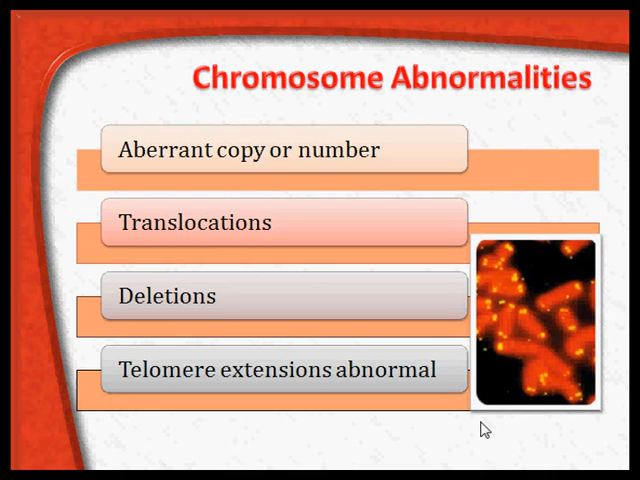 Chromosome Abnormalities
Aberrant copy or number
Translocations
Deletions
Telomere extensions abnormal